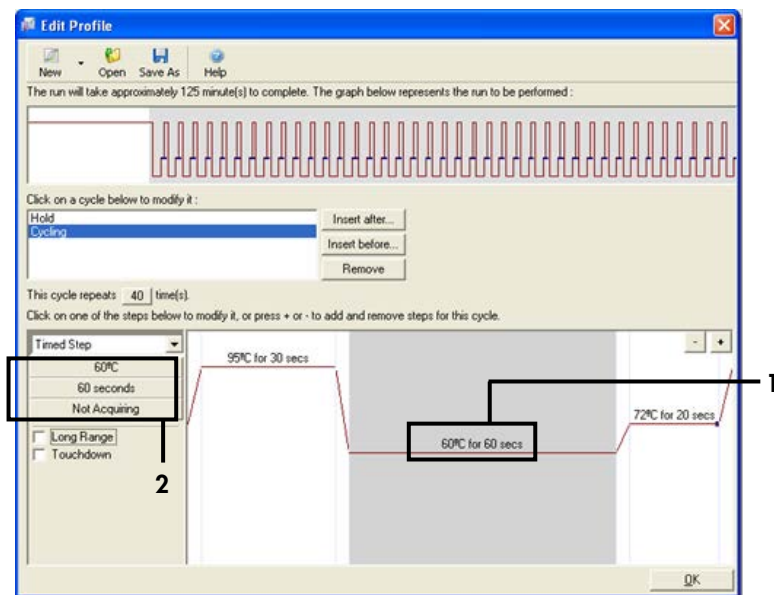 Edit Profile
New Open Save As Help
The run will take approximately 125 minute(s) to complete. The graph below represents the run to be performed :
Click on a cycle below to modify it :
Hold
Cycling
Insert after...
Insert before...
Remove
This cycle repeats 40 time(s).
Click on one of the steps below to modify it, or press + or - to add and remove steps for this cycle.
Timed Step
60ºC
60 seconds
Not Acquiring
Long Range
Touchdown
2
95ºC for 30 secs
60ºC for 60 secs
72ºC for 20 secs
- +
1
OK